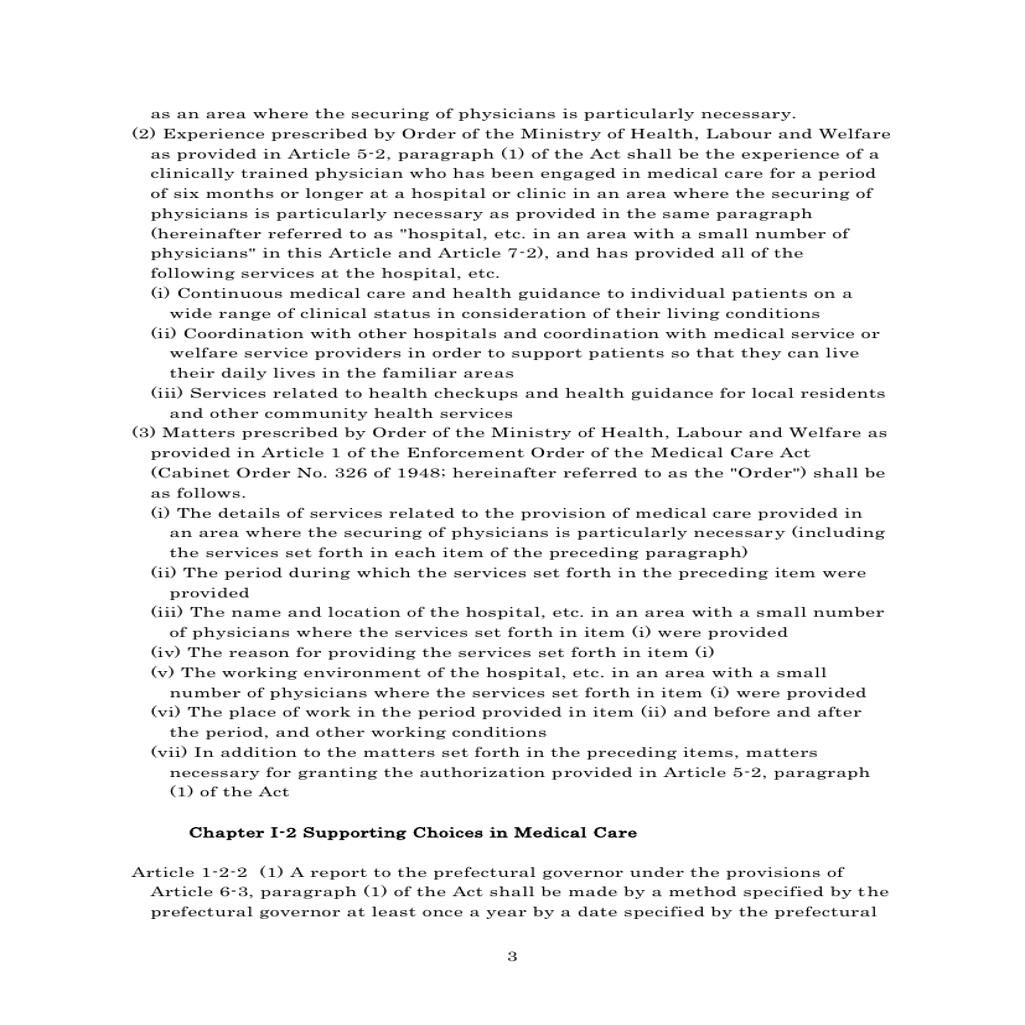 as an area where the securing of physicians is particularly necessary.
(2) Experience prescribed by Order of the Ministry of Health, Labour and Welfare
as provided in Article 5-2, paragraph (1) of the Act shall be the experience of a
clinically trained physician who has been engaged in medical care for a period
of six months or longer at a hospital or clinic in an area where the securing of
physicians is particularly necessary as provided in the same paragraph
(hereinafter referred to as "hospital, etc. in an area with a small number of
physicians" in this Article and Article 7-2), and has provided all of the
following services at the hospital, etc.
(i) Continuous medical care and health guidance to individual patients on a
wide range of clinical status in consideration of their living conditions
(ii) Coordination with other hospitals and coordination with medical service or
welfare service providers in order to support patients so that they can live
their daily lives in the familiar areas
(iii) Services related to health checkups and health guidance for local residents
and other community health services
(3) Matters prescribed by Order of the Ministry of Health, Labour and Welfare as
provided in Article 1 of the Enforcement Order of the Medical Care Act
(Cabinet Order No. 326 of 1948; hereinafter referred to as the "Order") shall be
as follows.
(i) The details of services related to the provision of medical care provided in
an area where the securing of physicians is particularly necessary (including
the services set forth in each item of the preceding paragraph)
(ii) The period during which the services set forth in the preceding item were
provided
(iii) The name and location of the hospital, etc. in an area with a small number
of physicians where the services set forth in item (i) were provided
(iv) The reason for providing the services set forth in item (i)
(v) The working environment of the hospital, etc. in an area with a small
number of physicians where the services set forth in item (i) were provided
(vi) The place of work in the period provided in item (ii) and before and after
the period, and other working conditions
(vii) In addition to the matters set forth in the preceding items, matters
necessary for granting the authorization provided in Article 5-2, paragraph
(1) of the Act
Chapter I-2 Supporting Choices in Medical Care
Article 1-2-2 (1) A report to the prefectural governor under the provisions of
Article 6-3, paragraph (1) of the Act shall be made by a method specified by the
prefectural governor at least once a year by a date specified by the prefectural
3